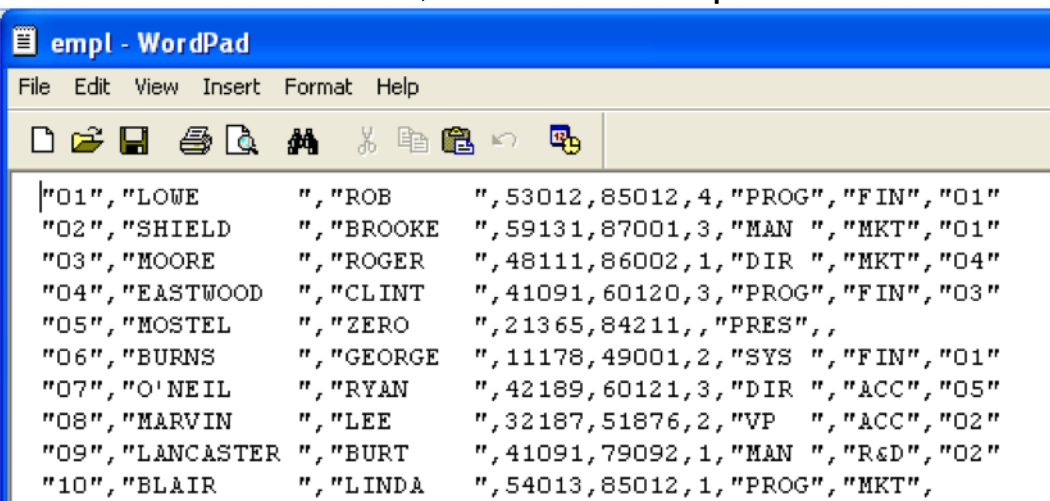 empl - WordPad
File Edit View Insert Format Help
"01","LOWE      ","ROB     ",53012,85012,4,"PROG","FIN","01"
"02","SHIELD    ","BROOKE  ",59131,87001,3,"MAN ","MKT","01"
"03","MOORE     ","ROGER   ",48111,86002,1,"DIR ","MKT","04"
"04","EASTWOOD  ","CLINT   ",41091,60120,3,"PROG","FIN","03"
"05","MOSTEL    ","ZERO    ",21365,84211,,"PRES",,
"06","BURNS     ","GEORGE  ",11178,49001,2,"SYS ","FIN","01"
"07","O'NEIL    ","RYAN    ",42189,60121,3,"DIR ","ACC","05"
"08","MARVIN    ","LEE     ",32187,51876,2,"VP  ","ACC","02"
"09","LANCASTER ","BURT    ",41091,79092,1,"MAN ","R&D","02"
"10","BLAIR     ","LINDA   ",54013,85012,1,"PROG","MKT",